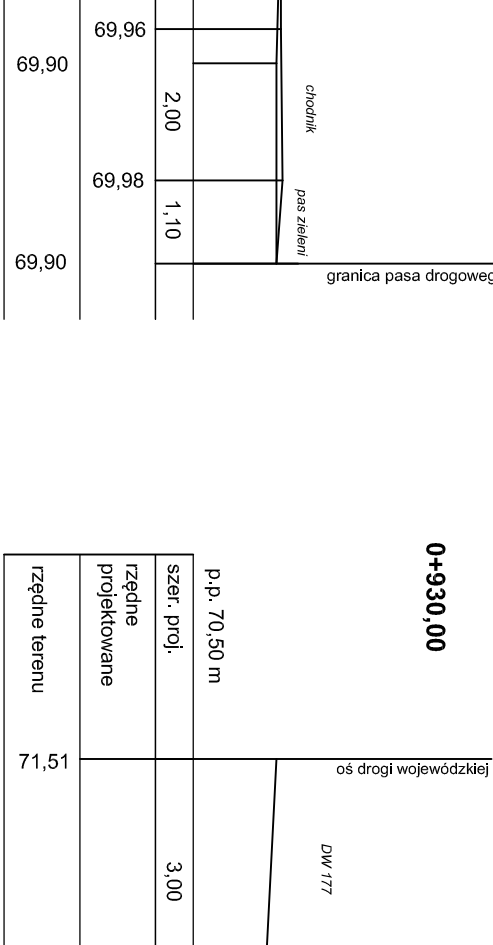 69,96
69,90
2,00
chodnik
69,98
1,10
pas zieleni
69,90
granica pasa drogoweg
0+930,00
p.p. 70,50 m
szer. proj.
rzędne
projektowane
rzędne terenu
71,51
oś drogi wojewódzkiej
DW 177
3,00